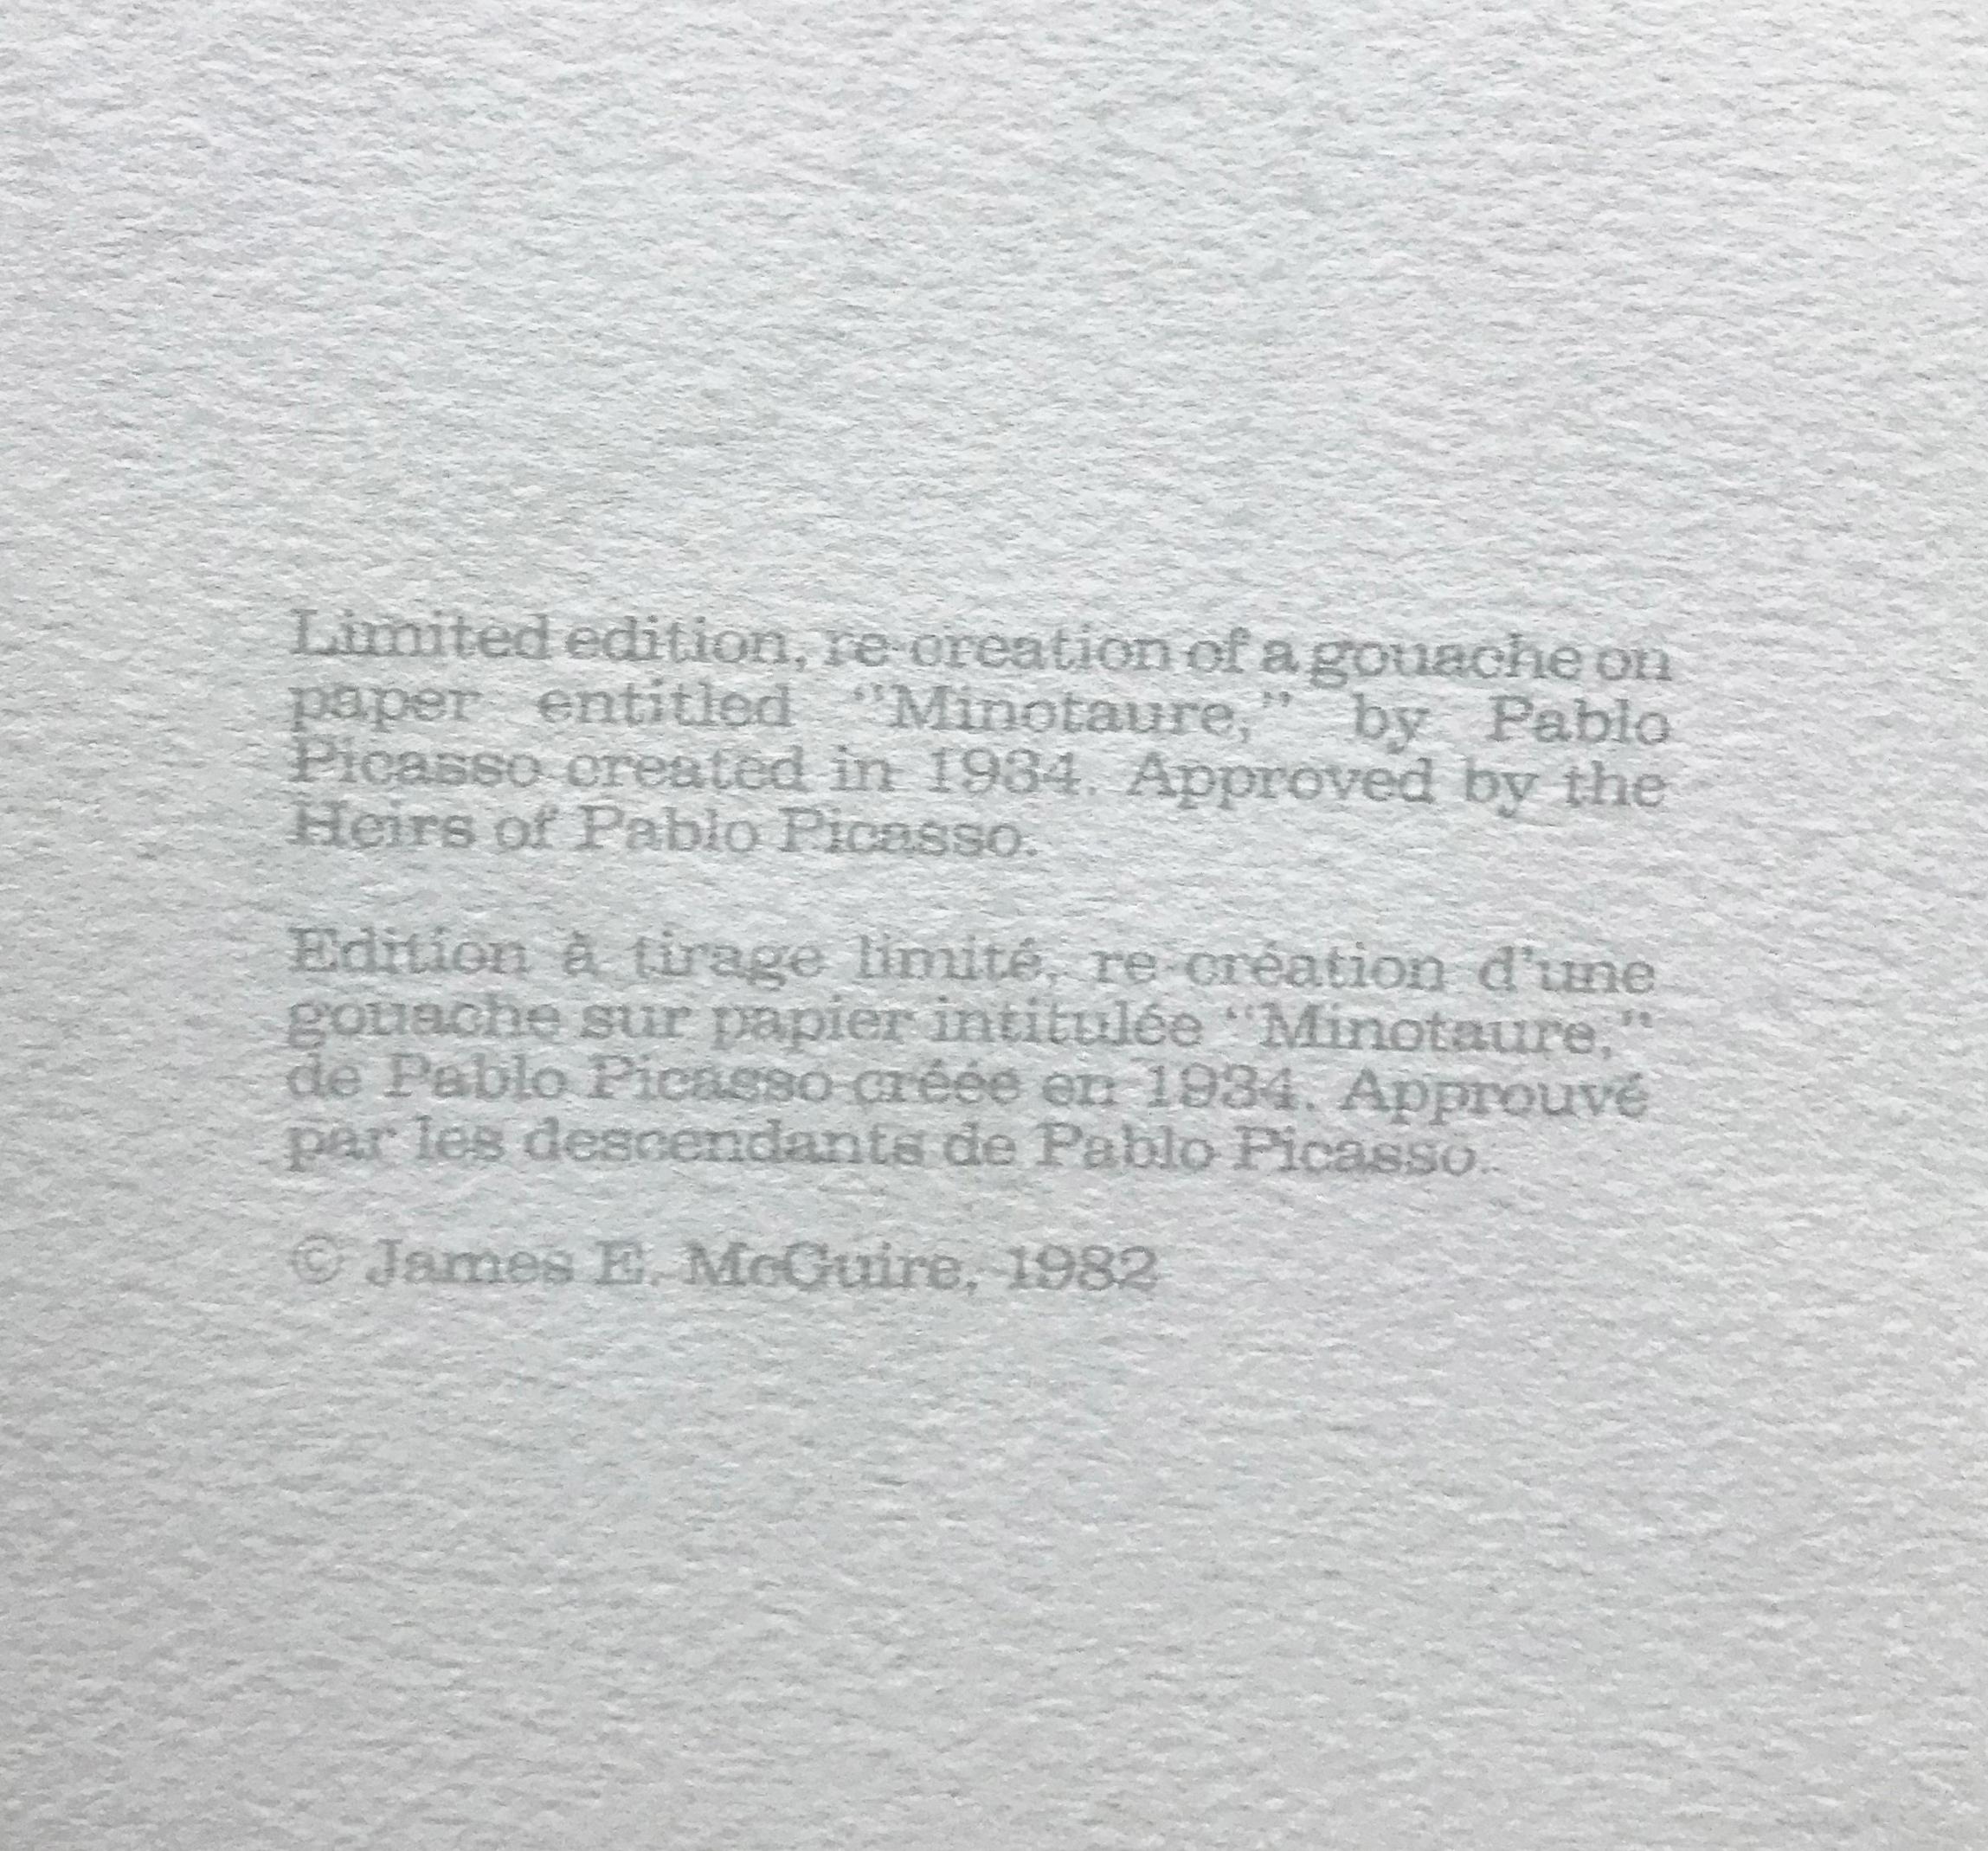 Limited edition, re-creation of a gouache on
paper entitled "Minotaure," by Pablo
Picasso created in 1934. Approved by the
Heirs of Pablo Picasso.
Edition à tirage limité, re-création d'une
gouache sur papier intitulée "Minotaure,"
de Pablo Picasso créée en 1934. Approuvé
par les descendants de Pablo Picasso.
© James E. McGuire, 1982